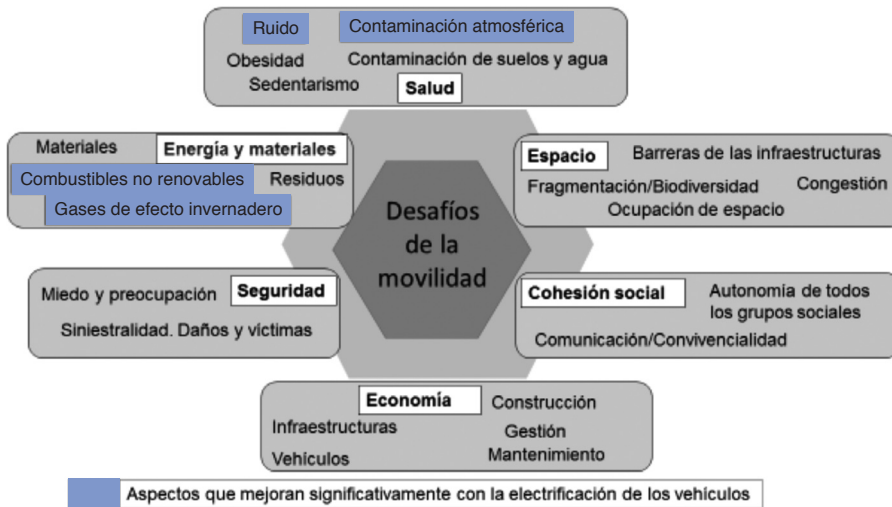 Ruido
Contaminación atmosférica
Obesidad
Contaminación de suelos y agua
Sedentarismo
Salud
Materiales
Energía y materiales
Combustibles no renovables
Residuos
Gases de efecto invernadero
Espacio
Barreras de las infraestructuras
Fragmentación/Biodiversidad
Congestión
Ocupación de espacio
Desafíos
de la
movilidad
Miedo y preocupación
Seguridad
Siniestralidad. Daños y víctimas
Cohesión social
Autonomia de todos
los grupos sociales
Comunicación/Convivencialidad
Economía
Construcción
Infraestructuras
Gestión
Vehículos
Mantenimiento
Aspectos que mejoran significativamente con la electrificación de los vehículos